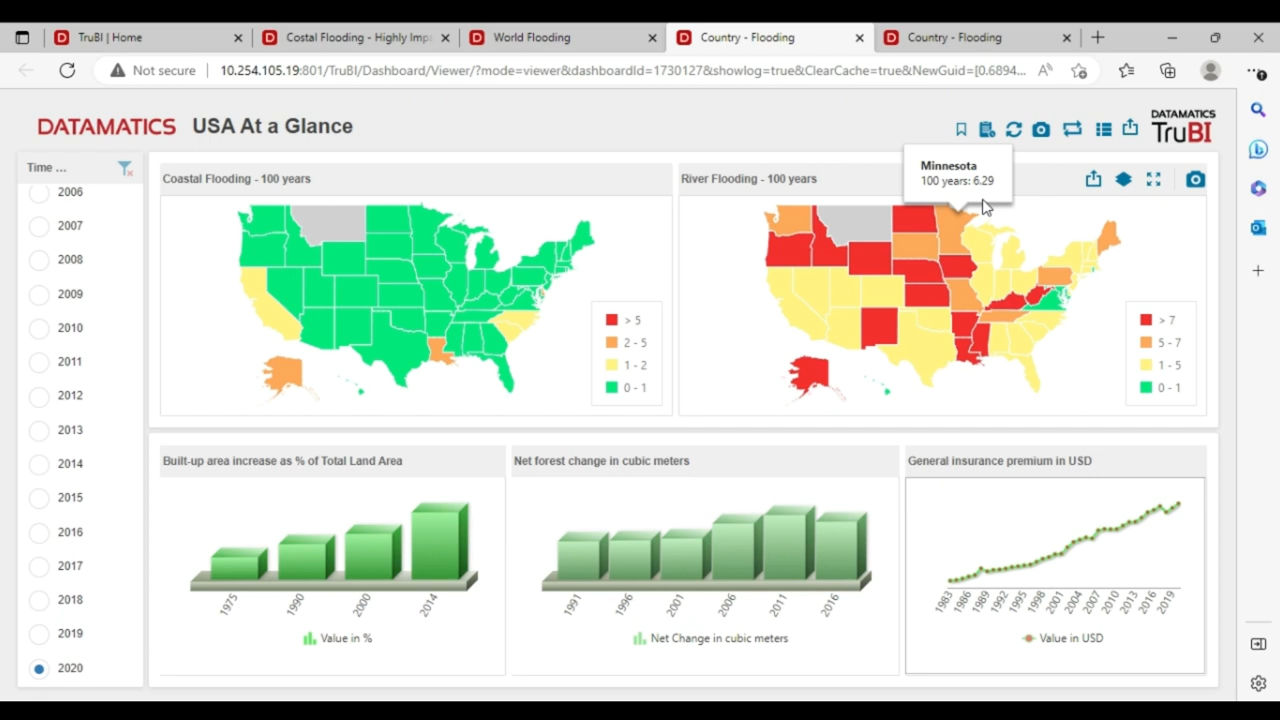 TruBI | Home
Costal Flooding - Highly Imp
World Flooding
Country - Flooding
Country - Flooding
Not secure
10.254.105.19:801/TruBI/Dashboard/Viewer/?mode=viewer&dashboardId=1730127&showlog=true&ClearCache=true&NewGuid=[0.6894...
DATAMATICS
USA At a Glance
DATAMATICS
TruBI
Time ...
2006
2007
2008
2009
2010
2011
2012
2013
2014
2015
2016
2017
2018
2019
2020
Coastal Flooding - 100 years
> 5
2 - 5
1 - 2
0 - 1
River Flooding - 100 years
Minnesota
100 years: 6.29
> 7
5 - 7
1 - 5
0 - 1
Built-up area increase as % of Total Land Area
1975
1990
2000
2014
Value in %
Net forest change in cubic meters
1991
1996
2001
2006
2011
2016
Net Change in cubic meters
General insurance premium in USD
1983
1986
1989
1992
1995
1998
2001
2004
2007
2010
2013
2016
2019
Value in USD